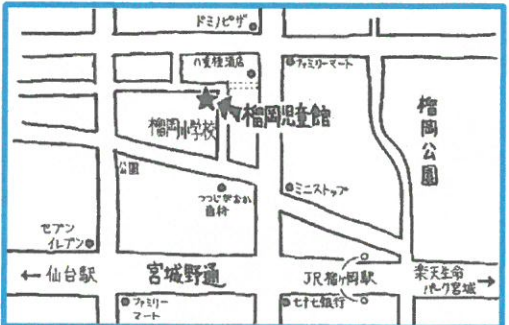 ドミノピザ
八重桜酒店
ファミリーマート
榴岡児童館
榴岡小学校
榴岡公園
公園
つつじがおか
ミニストップ
セブン
イレブン
← 仙台駅
宮城野通
JR榴ヶ岡駅
楽天生命
パーク宮城 →
ファミリー
マート
七十七銀行